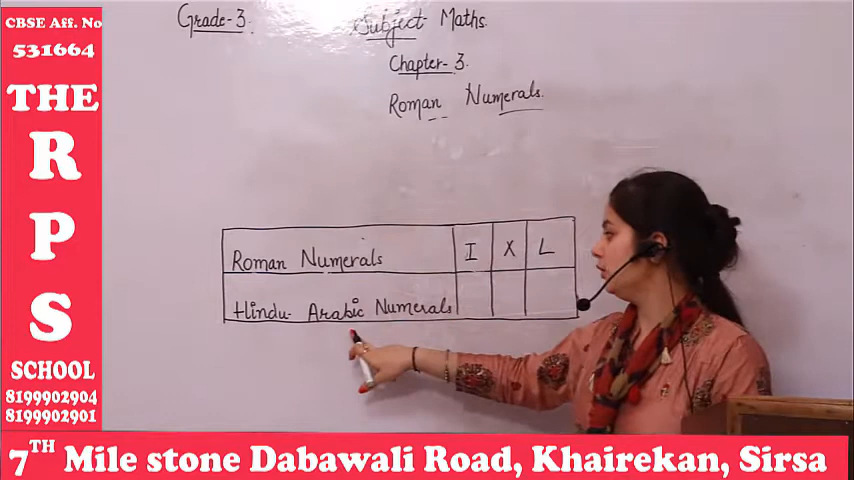 CBSE Aff. No
531664
THE
R
P
S
SCHOOL
8199902904
8199902901
Grade-3.
Subject- Maths.
Chapter-3.
Roman Numerals.
Roman Numerals I X L
Hindu- Arabic Numerals
7TH Mile stone Dabawali Road, Khairekan, Sirsa